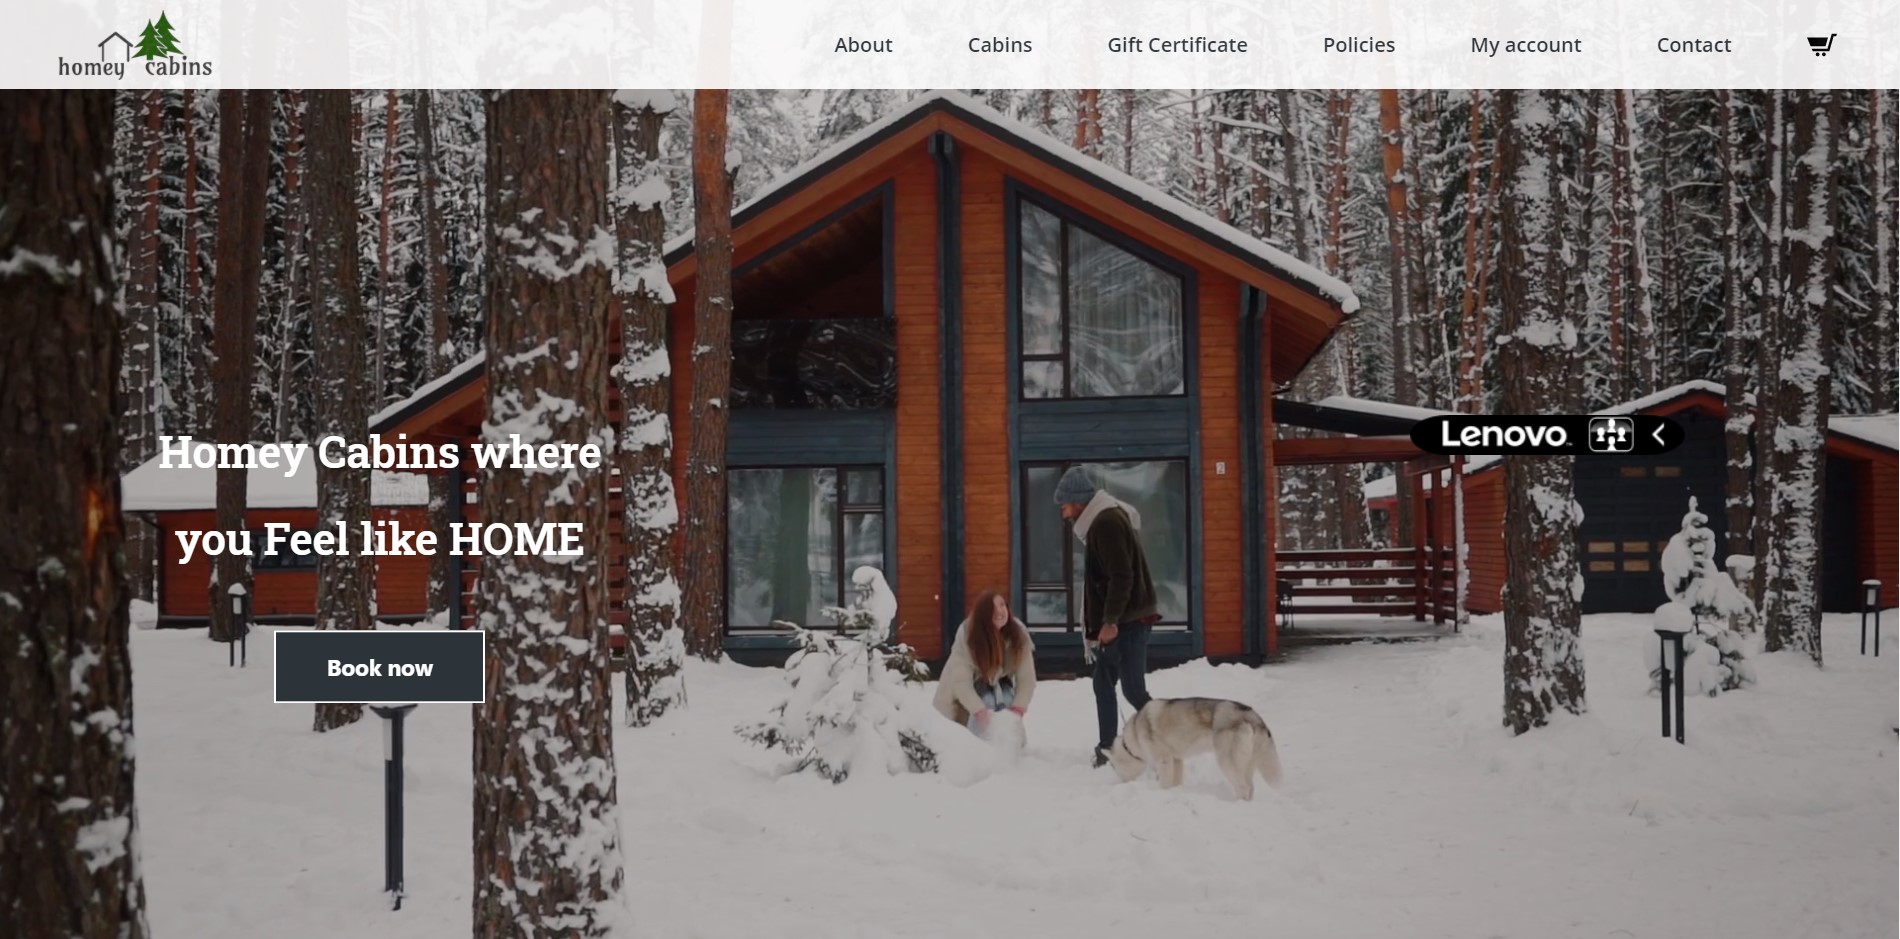 homey cabins
About
Cabins
Gift Certificate
Policies
My account
Contact
Homey Cabins where
you Feel like HOME
Lenovo
2
Book now